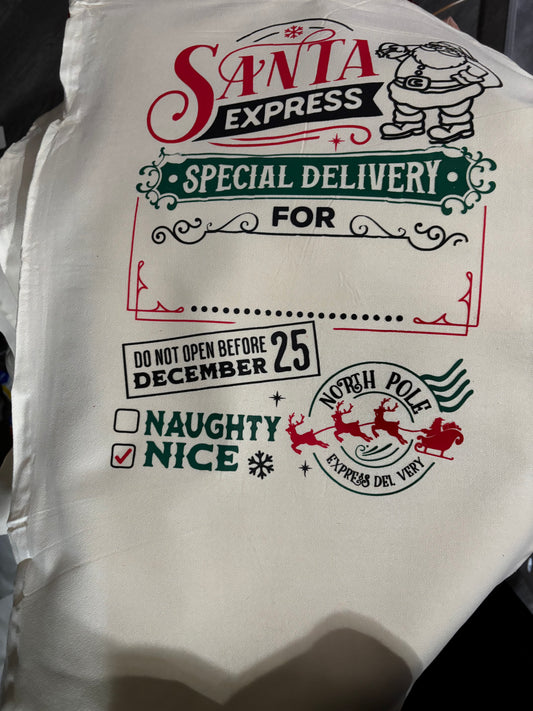 SANTA
EXPRESS
SPECIAL DELIVERY
FOR
DO NOT OPEN BEFORE
DECEMBER 25
NAUGHTY
NICE
NORTH POLE
EXPRESS DEL VERY